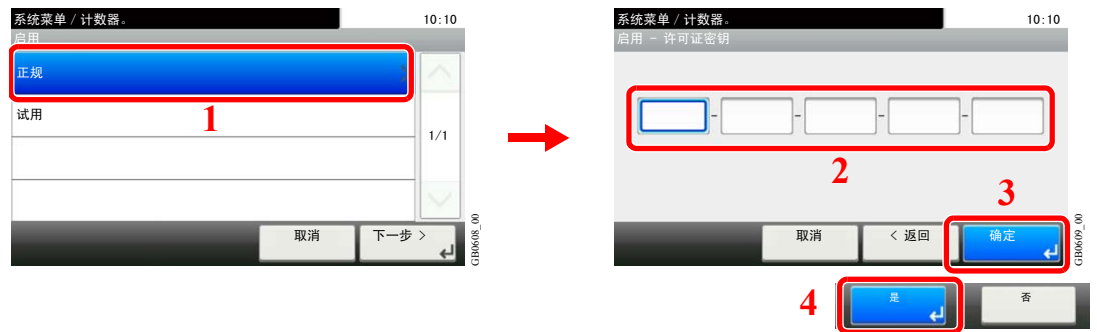 系统菜单 / 计数器。 10:10
启用
正规
试用
1
1/1
取消 下一步 >
GB0608_00
系统菜单 / 计数器。 10:10
启用 - 许可证密钥
- - - -
2
3
取消 < 返回 确定
GB0609_00
4 是 否